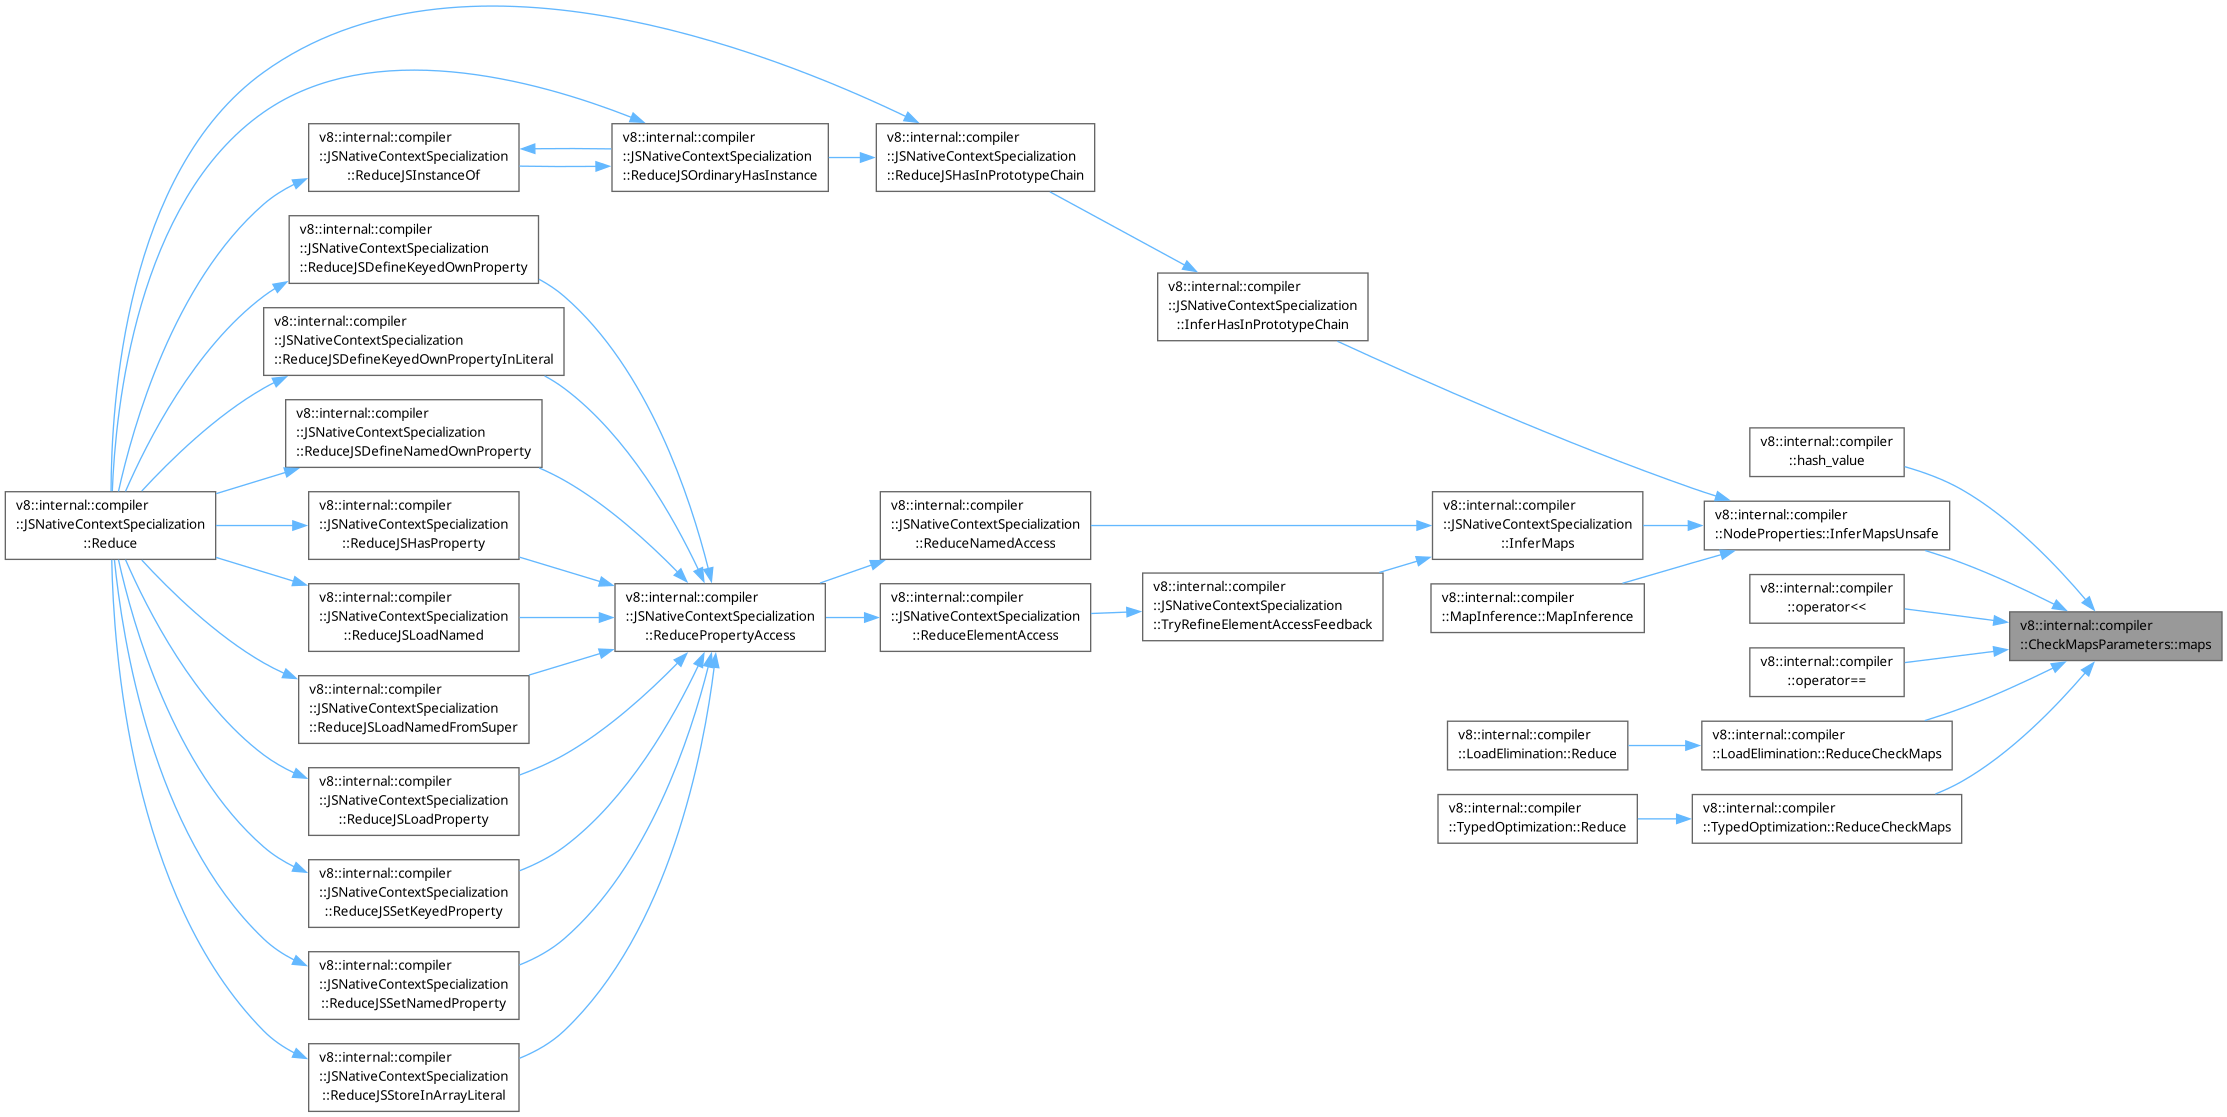 v8::internal::compiler
::JSNativeContextSpecialization
::Reduce
v8::internal::compiler
::JSNativeContextSpecialization
::ReduceJSInstanceOf
v8::internal::compiler
::JSNativeContextSpecialization
::ReduceJSDefineKeyedOwnProperty
v8::internal::compiler
::JSNativeContextSpecialization
::ReduceJSDefineKeyedOwnPropertyInLiteral
v8::internal::compiler
::JSNativeContextSpecialization
::ReduceJSDefineNamedOwnProperty
v8::internal::compiler
::JSNativeContextSpecialization
::ReduceJSHasProperty
v8::internal::compiler
::JSNativeContextSpecialization
::ReduceJSLoadNamed
v8::internal::compiler
::JSNativeContextSpecialization
::ReduceJSLoadNamedFromSuper
v8::internal::compiler
::JSNativeContextSpecialization
::ReduceJSLoadProperty
v8::internal::compiler
::JSNativeContextSpecialization
::ReduceJSSetKeyedProperty
v8::internal::compiler
::JSNativeContextSpecialization
::ReduceJSSetNamedProperty
v8::internal::compiler
::JSNativeContextSpecialization
::ReduceJSStoreInArrayLiteral
v8::internal::compiler
::JSNativeContextSpecialization
::ReduceJSOrdinaryHasInstance
v8::internal::compiler
::JSNativeContextSpecialization
::ReducePropertyAccess
v8::internal::compiler
::JSNativeContextSpecialization
::ReduceJSHasInPrototypeChain
v8::internal::compiler
::JSNativeContextSpecialization
::ReduceNamedAccess
v8::internal::compiler
::JSNativeContextSpecialization
::ReduceElementAccess
v8::internal::compiler
::JSNativeContextSpecialization
::InferHasInPrototypeChain
v8::internal::compiler
::JSNativeContextSpecialization
::TryRefineElementAccessFeedback
v8::internal::compiler
::JSNativeContextSpecialization
::InferMaps
v8::internal::compiler
::MapInference::MapInference
v8::internal::compiler
::LoadElimination::Reduce
v8::internal::compiler
::TypedOptimization::Reduce
v8::internal::compiler
::hash_value
v8::internal::compiler
::NodeProperties::InferMapsUnsafe
v8::internal::compiler
::operator<<
v8::internal::compiler
::operator==
v8::internal::compiler
::LoadElimination::ReduceCheckMaps
v8::internal::compiler
::TypedOptimization::ReduceCheckMaps
v8::internal::compiler
::CheckMapsParameters::maps